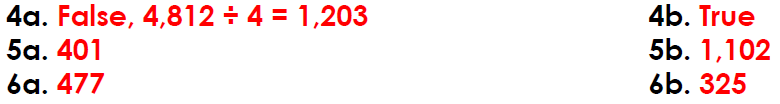 4a. False, 4,812 ÷ 4 = 1,203
4b. True
5a. 401
5b. 1,102
6a. 477
6b. 325